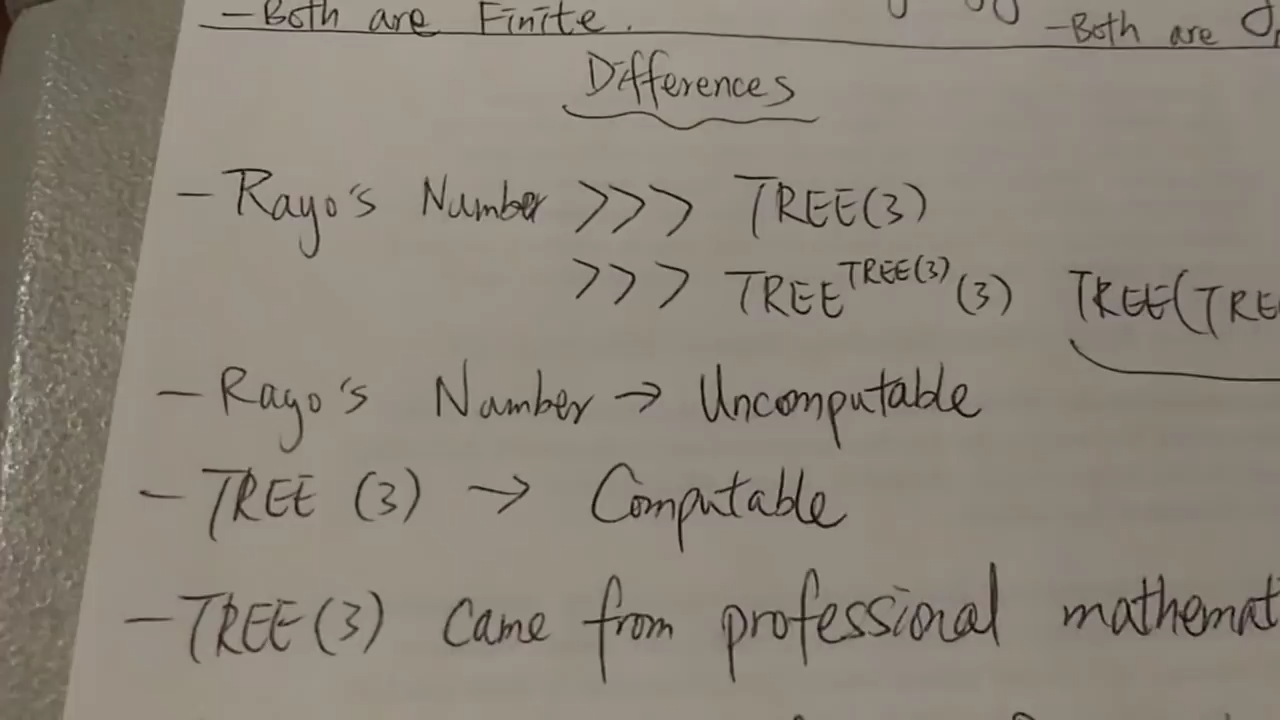 - Both are Finite.
- Both are
Differences
- Rayo's Number >>> TREE(3)
>>> TREE^TREE(3) (3) TREE(TRE
- Rayo's Number → Uncomputable
- TREE (3) → Computable
- TREE(3) came from professional mathemat